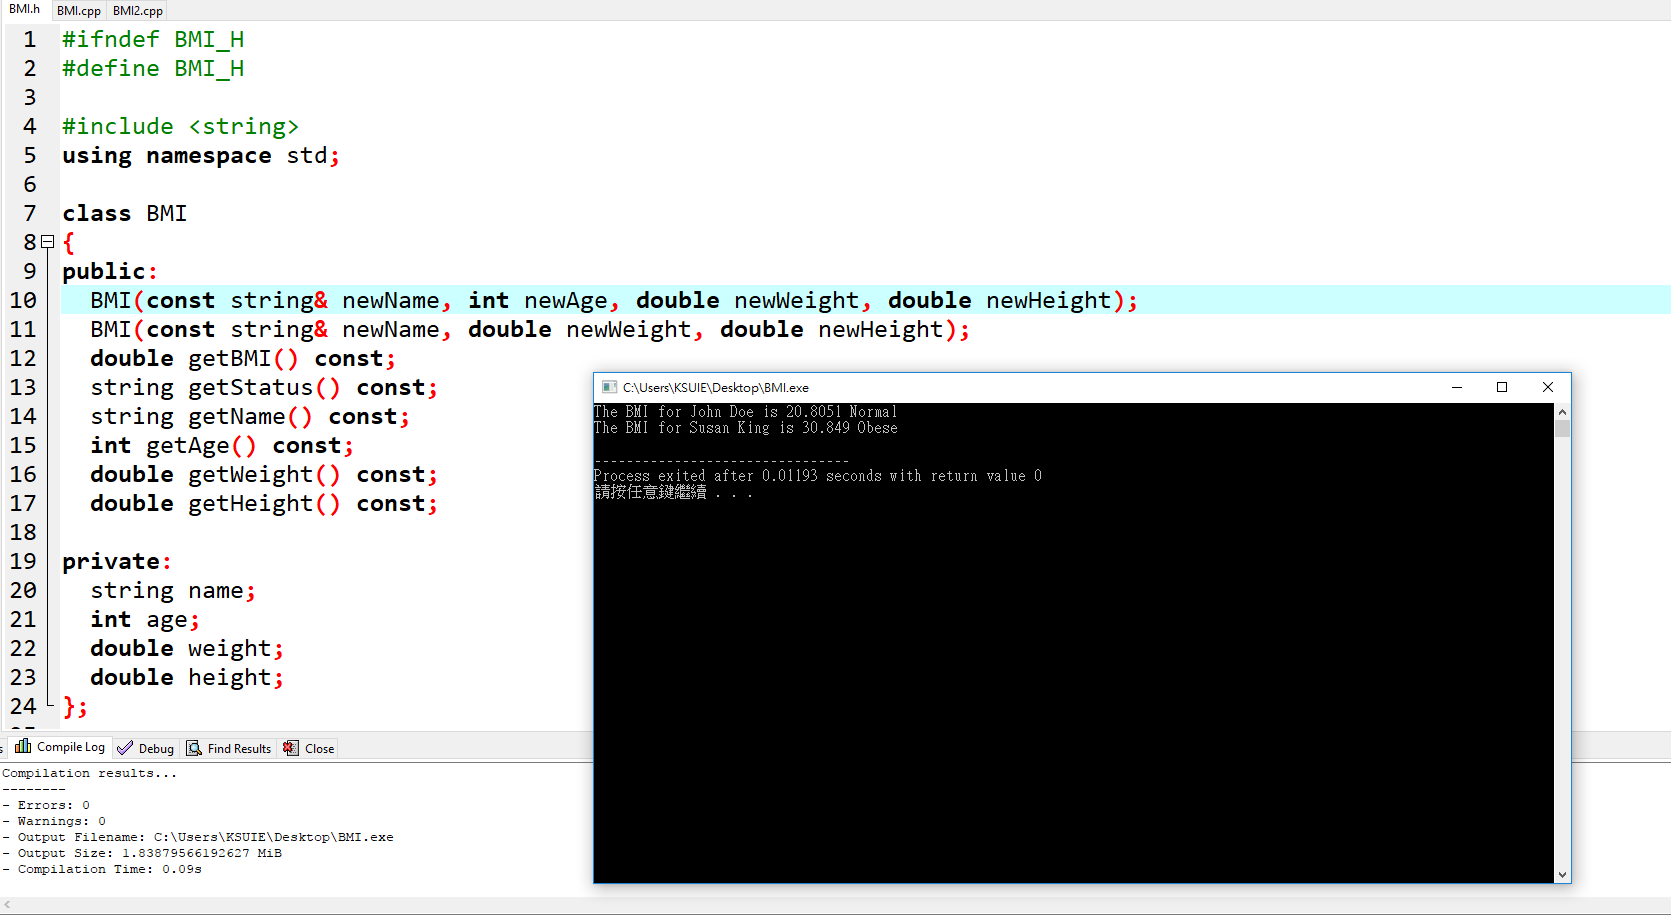 BMI.h BMI.cpp BMI2.cpp
1 #ifndef BMI_H
2 #define BMI_H
3
4 #include <string>
5 using namespace std;
6
7 class BMI
8 {
9 public:
10 BMI(const string& newName, int newAge, double newWeight, double newHeight);
11 BMI(const string& newName, double newWeight, double newHeight);
12 double getBMI() const;
13 string getStatus() const;
14 string getName() const;
15 int getAge() const;
16 double getWeight() const;
17 double getHeight() const;
18
19 private:
20 string name;
21 int age;
22 double weight;
23 double height;
24 };
C:\Users\KSUIE\Desktop\BMI.exe
The BMI for John Doe is 20.8051 Normal
The BMI for Susan King is 30.849 Obese
--------------------------------
Process exited after 0.01193 seconds with return value 0
請按任意鍵繼續 . . .
Compile Log Debug Find Results Close
Compilation results...
--------
- Errors: 0
- Warnings: 0
- Output Filename: C:\Users\KSUIE\Desktop\BMI.exe
- Output Size: 1.83879566192627 MiB
- Compilation Time: 0.09s